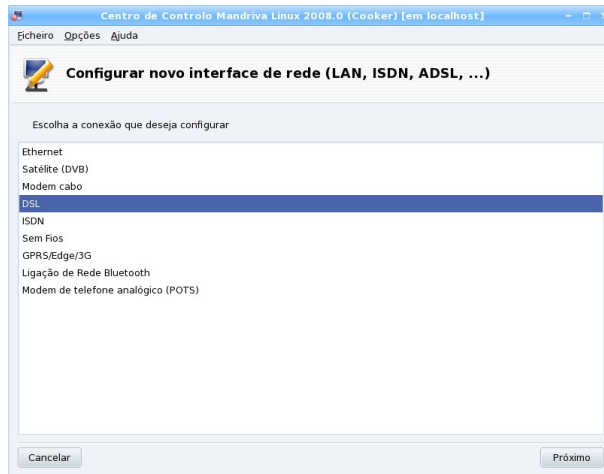 Centro de Controlo Mandriva Linux 2008.0 (Cooker) [em localhost]
Ficheiro Opções Ajuda
Configurar novo interface de rede (LAN, ISDN, ADSL, ...)
Escolha a conexão que deseja configurar
Ethernet
Satélite (DVB)
Modem cabo
DSL
ISDN
Sem Fios
GPRS/Edge/3G
Ligação de Rede Bluetooth
Modem de telefone analógico (POTS)
Cancelar Próximo